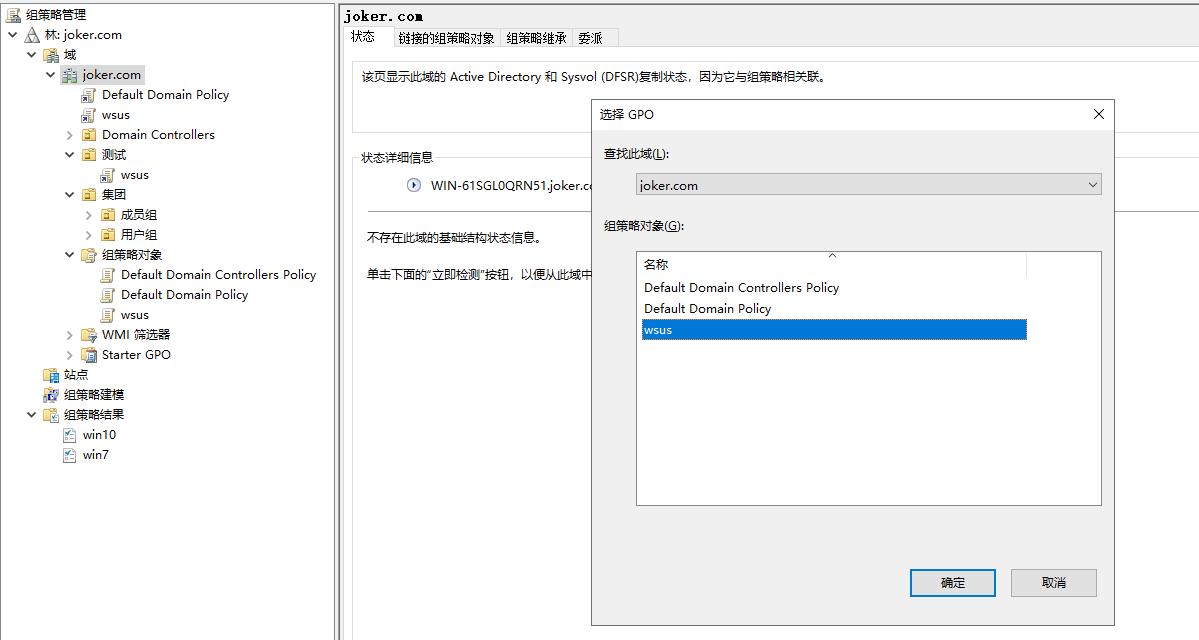 组策略管理
林: joker.com
域
joker.com
Default Domain Policy
wsus
Domain Controllers
测试
wsus
集团
成员组
用户组
组策略对象
Default Domain Controllers Policy
Default Domain Policy
wsus
WMI 筛选器
Starter GPO
站点
组策略建模
组策略结果
win10
win7
joker.com
状态 链接的组策略对象 组策略继承 委派
该页显示此域的 Active Directory 和 Sysvol (DFSR)复制状态，因为它与组策略相关联。
状态详细信息
WIN-61SGL0QRN51.joker.co
不存在此域的基础结构状态信息。
单击下面的“立即检测”按钮，以便从此域中
选择 GPO
查找此域(L):
joker.com
组策略对象(G):
名称
Default Domain Controllers Policy
Default Domain Policy
wsus
确定 取消